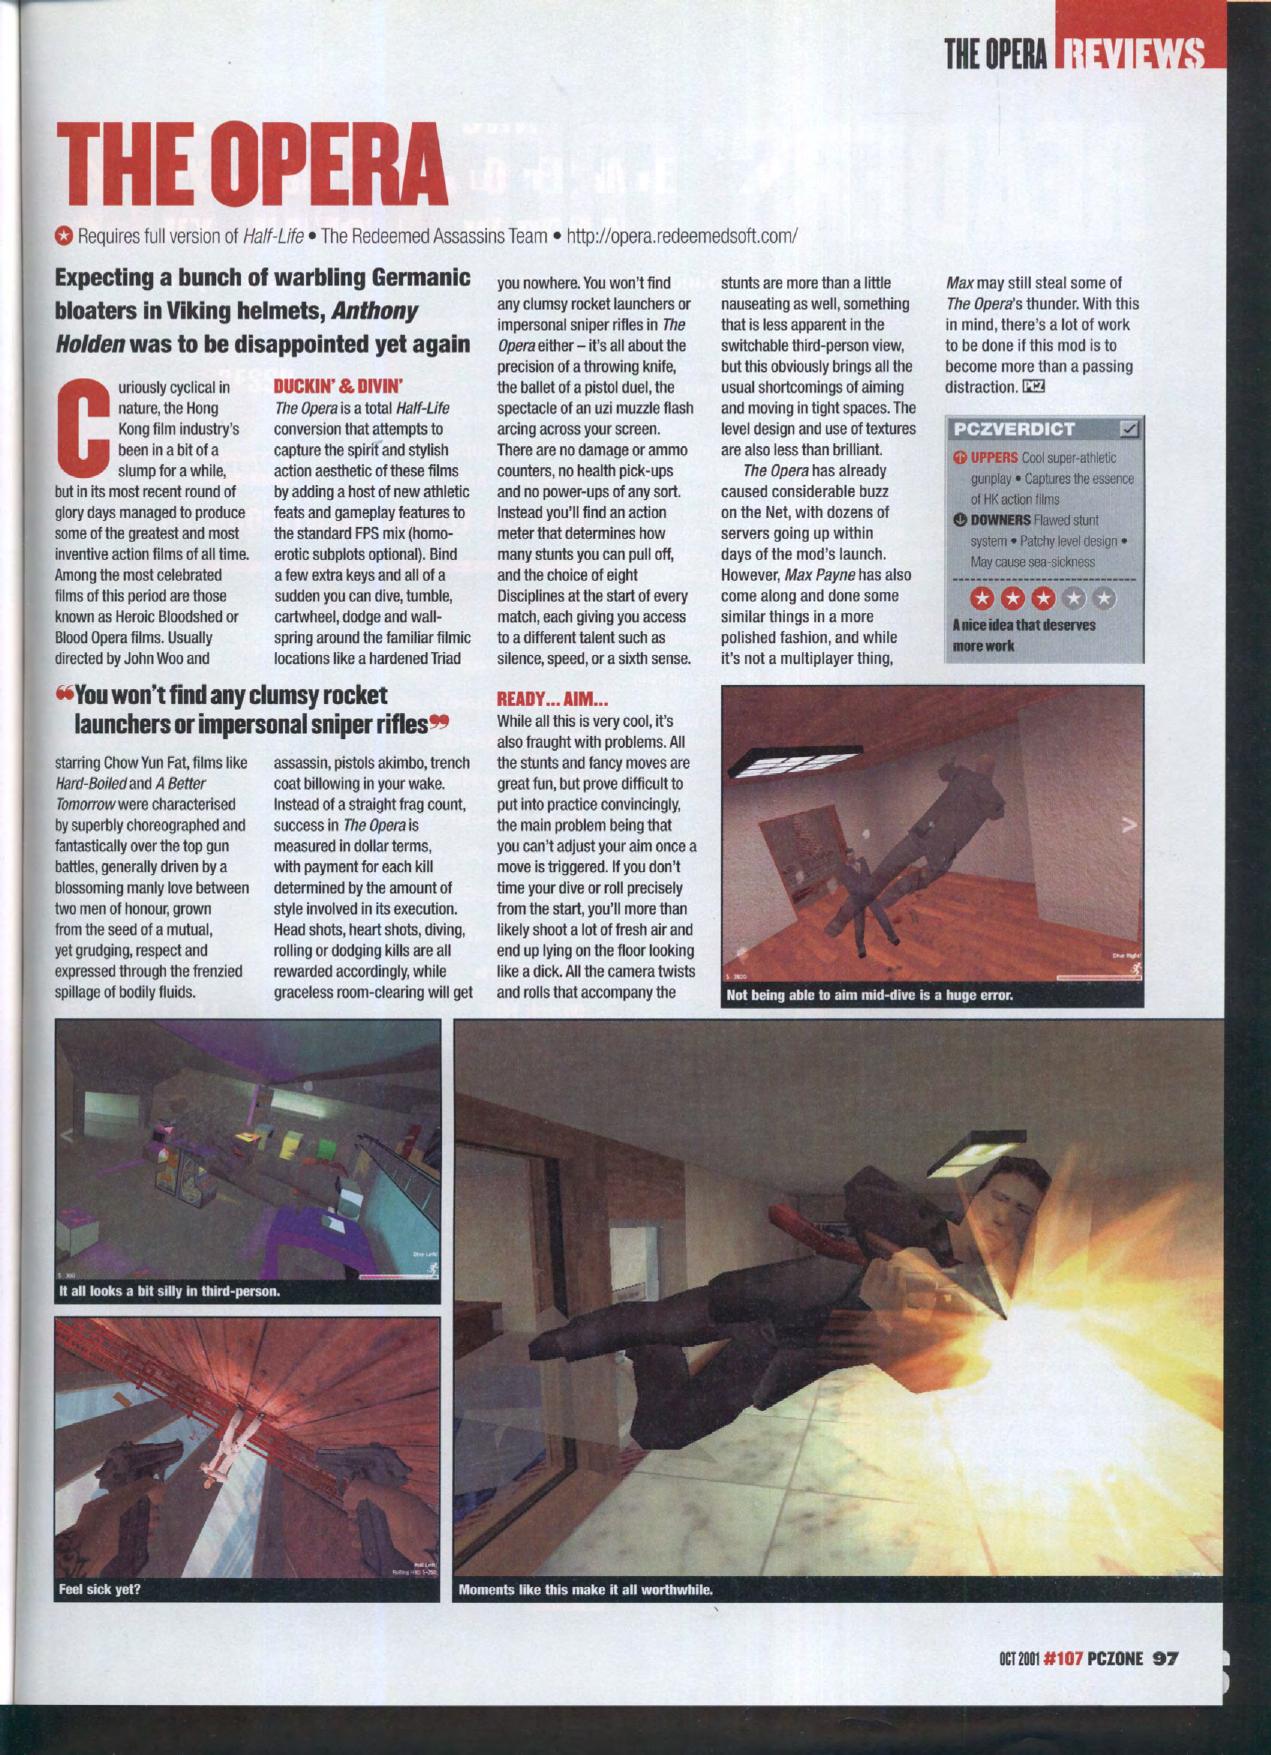 THE OPERA REVIEWS
THE OPERA
Requires full version of Half-Life • The Redeemed Assassins Team • http://opera.redeemedsoft.com/
Expecting a bunch of warbling Germanic
bloaters in Viking helmets, Anthony
Holden was to be disappointed yet again
Curiously cyclical in
nature, the Hong
Kong film industry's
been in a bit of a
slump for a while,
but in its most recent round of
glory days managed to produce
some of the greatest and most
inventive action films of all time.
Among the most celebrated
films of this period are those
known as Heroic Bloodshed or
Blood Opera films. Usually
directed by John Woo and
“You won't find any clumsy rocket
launchers or impersonal sniper rifles”
starring Chow Yun Fat, films like
Hard-Boiled and A Better
Tomorrow were characterised
by superbly choreographed and
fantastically over the top gun
battles, generally driven by a
blossoming manly love between
two men of honour, grown
from the seed of a mutual,
yet grudging, respect and
expressed through the frenzied
spillage of bodily fluids.
DUCKIN' & DIVIN'
The Opera is a total Half-Life
conversion that attempts to
capture the spirit and stylish
action aesthetic of these films
by adding a host of new athletic
feats and gameplay features to
the standard FPS mix (homo-
erotic subplots optional). Bind
a few extra keys and all of a
sudden you can dive, tumble,
cartwheel, dodge and wall-
spring around the familiar filmic
locations like a hardened Triad
assassin, pistols akimbo, trench
coat billowing in your wake.
Instead of a straight frag count,
success in The Opera is
measured in dollar terms,
with payment for each kill
determined by the amount of
style involved in its execution.
Head shots, heart shots, diving,
rolling or dodging kills are all
rewarded accordingly, while
graceless room-clearing will get
you nowhere. You won't find
any clumsy rocket launchers or
impersonal sniper rifles in The
Opera either – it's all about the
precision of a throwing knife,
the ballet of a pistol duel, the
spectacle of an uzi muzzle flash
arcing across your screen.
There are no damage or ammo
counters, no health pick-ups
and no power-ups of any sort.
Instead you'll find an action
meter that determines how
many stunts you can pull off,
and the choice of eight
Disciplines at the start of every
match, each giving you access
to a different talent such as
silence, speed, or a sixth sense.
READY... AIM...
While all this is very cool, it's
also fraught with problems. All
the stunts and fancy moves are
great fun, but prove difficult to
put into practice convincingly,
the main problem being that
you can't adjust your aim once a
move is triggered. If you don't
time your dive or roll precisely
from the start, you'll more than
likely shoot a lot of fresh air and
end up lying on the floor looking
like a dick. All the camera twists
and rolls that accompany the
stunts are more than a little
nauseating as well, something
that is less apparent in the
switchable third-person view,
but this obviously brings all the
usual shortcomings of aiming
and moving in tight spaces. The
level design and use of textures
are also less than brilliant.
The Opera has already
caused considerable buzz
on the Net, with dozens of
servers going up within
days of the mod's launch.
However, Max Payne has also
come along and done some
similar things in a more
polished fashion, and while
it's not a multiplayer thing,
Max may still steal some of
The Opera's thunder. With this
in mind, there's a lot of work
to be done if this mod is to
become more than a passing
distraction. PCZ
PCZVERDICT
UPPERS Cool super-athletic
gunplay • Captures the essence
of HK action films
DOWNERS Flawed stunt
system • Patchy level design •
May cause sea-sickness
A nice idea that deserves
more work
Dive Right!
Not being able to aim mid-dive is a huge error.
Dive Left!
It all looks a bit silly in third-person.
Roll Left!
Feel sick yet?
Moments like this make it all worthwhile.
OCT 2001 #107 PCZONE 97